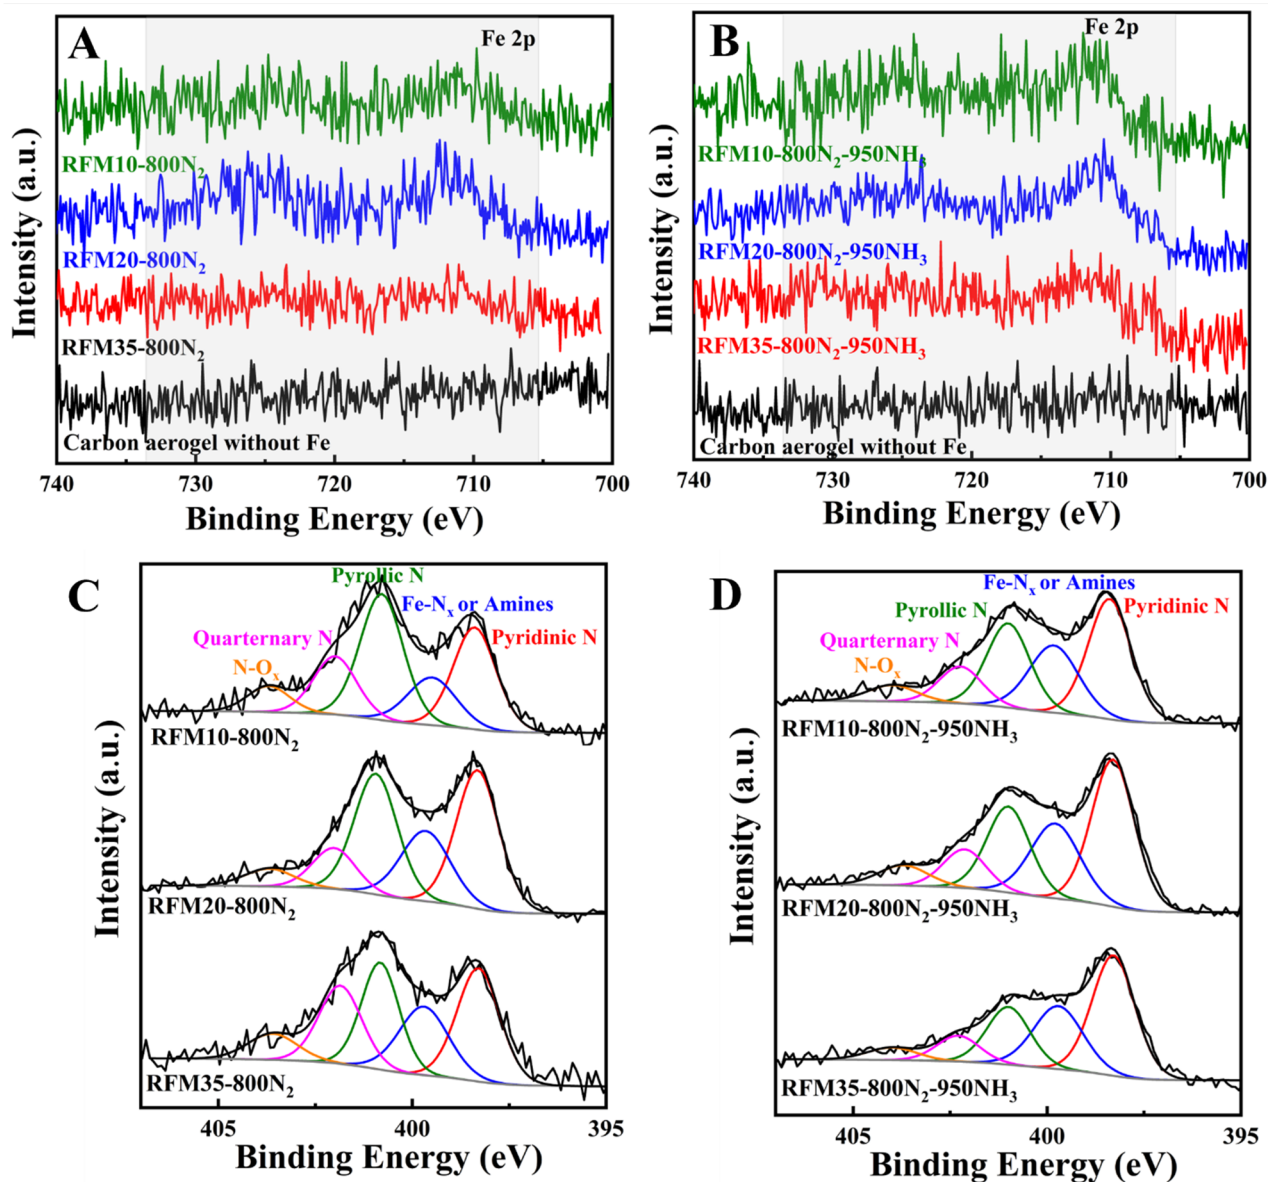 A
Fe 2p
RFM10-800N₂
RFM20-800N₂
RFM35-800N₂
Carbon aerogel without Fe
Intensity (a.u.)
740 730 720 710 700
Binding Energy (eV)
B
Fe 2p
RFM10-800N₂-950NH₃
RFM20-800N₂-950NH₃
RFM35-800N₂-950NH₃
Carbon aerogel without Fe
Intensity (a.u.)
740 730 720 710 700
Binding Energy (eV)
C
Pyrollic N
Fe-Nₓ or Amines
Quarternary N
Pyridinic N
N-Oₓ
RFM10-800N₂
RFM20-800N₂
RFM35-800N₂
Intensity (a.u.)
405 400 395
Binding Energy (eV)
D
Fe-Nₓ or Amines
Pyrollic N
Pyridinic N
Quarternary N
N-Oₓ
RFM10-800N₂-950NH₃
RFM20-800N₂-950NH₃
RFM35-800N₂-950NH₃
Intensity (a.u.)
405 400 395
Binding Energy (eV)